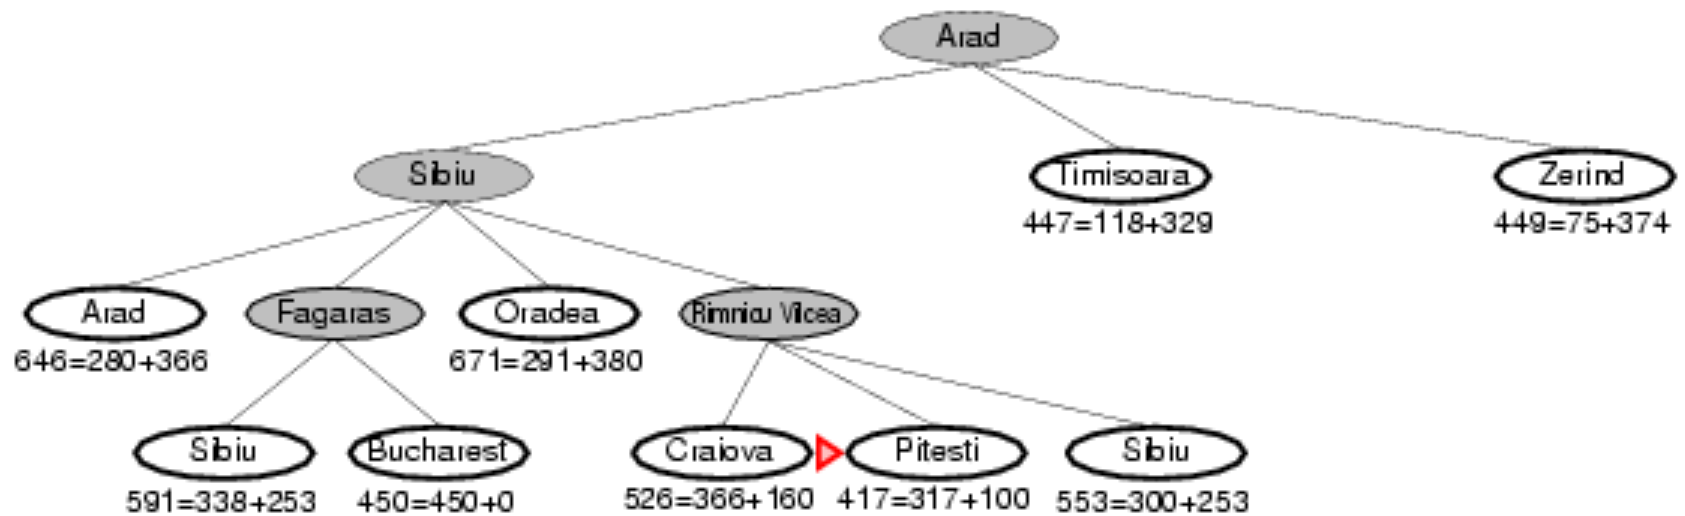 Arad
Sibiu
Timisoara
Zerind
447=118+329
449=75+374
Arad
Fagaras
Oradea
Rimnicu Vilcea
646=280+366
671=291+380
Sibiu
Bucharest
Craiova
Pitesti
Sibiu
591=338+253
450=450+0
526=366+160
417=317+100
553=300+253